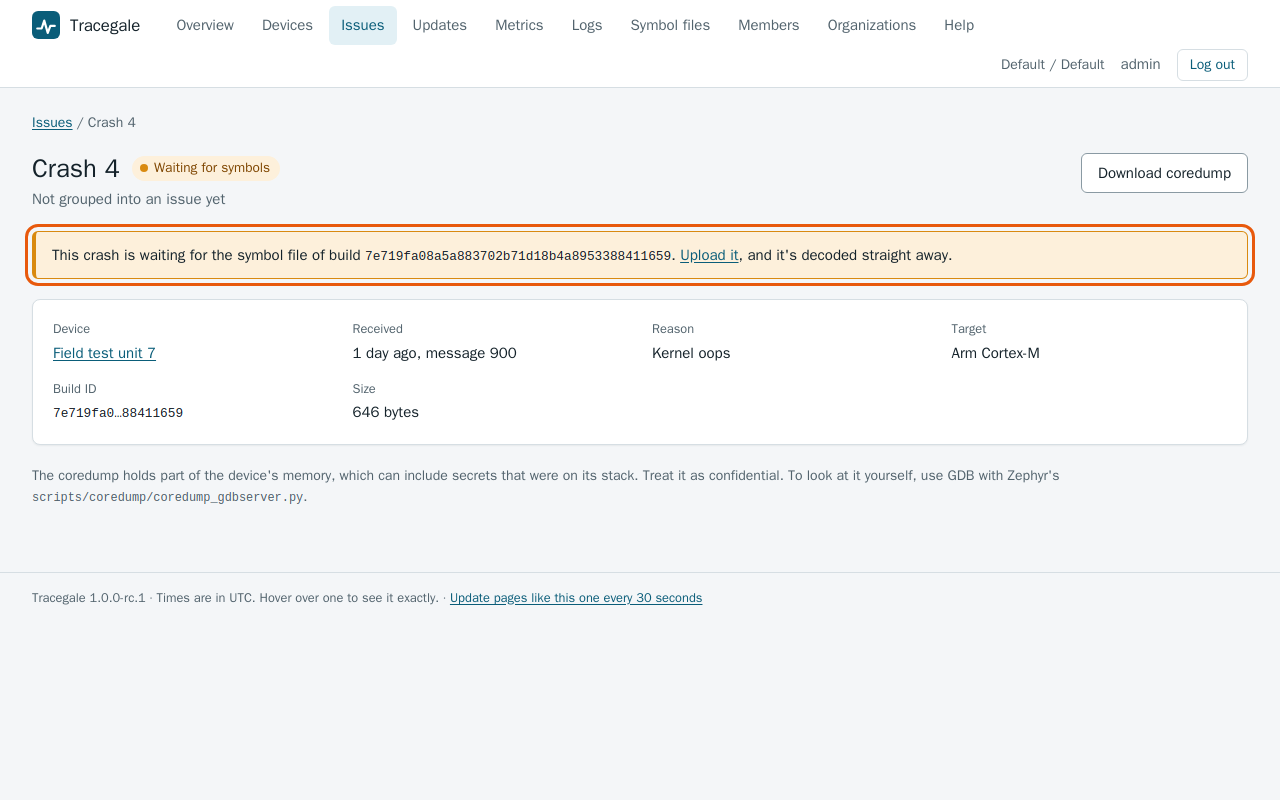 Tracegale
Overview Devices Issues Updates Metrics Logs Symbol files Members Organizations Help
Default / Default admin Log out
Issues / Crash 4
Crash 4 Waiting for symbols
Download coredump
Not grouped into an issue yet
This crash is waiting for the symbol file of build 7e719fa08a5a883702b71d18b4a8953388411659. Upload it, and it's decoded straight away.
Device Received Reason Target
Field test unit 7 1 day ago, message 900 Kernel oops Arm Cortex-M
Build ID Size
7e719fa0…88411659 646 bytes
The coredump holds part of the device's memory, which can include secrets that were on its stack. Treat it as confidential. To look at it yourself, use GDB with Zephyr's
scripts/coredump/coredump_gdbserver.py.
Tracegale 1.0.0-rc.1 · Times are in UTC. Hover over one to see it exactly. · Update pages like this one every 30 seconds